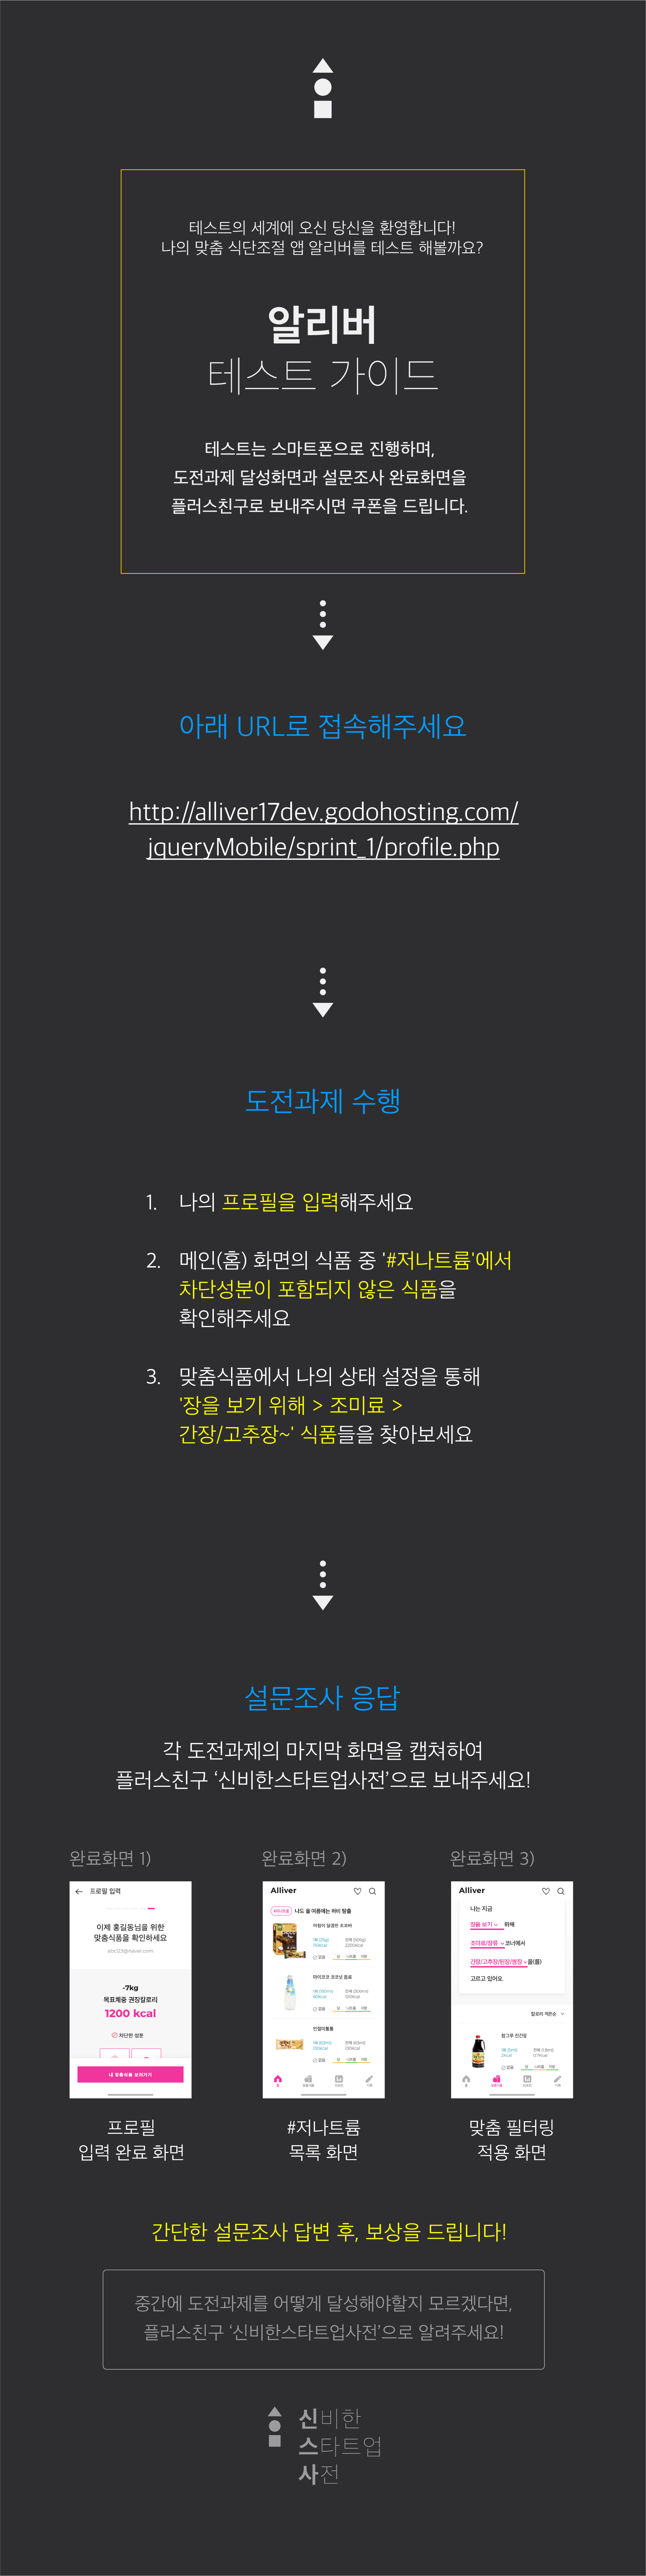 테스트의 세계에 오신 당신을 환영합니다!
나의 맞춤 식단조절 앱 알리버를 테스트 해볼까요?
알리버
테스트 가이드
테스트는 스마트폰으로 진행하며,
도전과제 달성화면과 설문조사 완료화면을
플러스친구로 보내주시면 쿠폰을 드립니다.
아래 URL로 접속해주세요
http://alliver17dev.godohosting.com/
jqueryMobile/sprint_1/profile.php
도전과제 수행
1. 나의 프로필을 입력해주세요
2. 메인(홈) 화면의 식품 중 '#저나트륨'에서
차단성분이 포함되지 않은 식품을
확인해주세요
3. 맞춤식품에서 나의 상태 설정을 통해
'장을 보기 위해 > 조미료 >
간장/고추장~' 식품들을 찾아보세요
설문조사 응답
각 도전과제의 마지막 화면을 캡쳐하여
플러스친구 ‘신비한스타트업사전’으로 보내주세요!
완료화면 1)
프로필 입력
이제 홍길동님을 위한
맞춤식품을 확인하세요
-7kg
목표체중 권장칼로리
1200 kcal
차단한 성분
내 맞춤식품 보러가기
프로필
입력 완료 화면
완료화면 2)
Alliver
#저나트륨 나도 올 여름에는 하비 탈출
아이코코 코코넛 음료
인절미통통
#저나트륨
목록 화면
완료화면 3)
Alliver
나는 지금
장을 보기 위해
조미료/장류 코너에서
간장/고추장/된장/쌈장 을(를)
고르고 있어요.
칼로리 적은순
맞춤 필터링
적용 화면
간단한 설문조사 답변 후, 보상을 드립니다!
중간에 도전과제를 어떻게 달성해야할지 모르겠다면,
플러스친구 ‘신비한스타트업사전’으로 알려주세요!
신비한
스타트업
사전